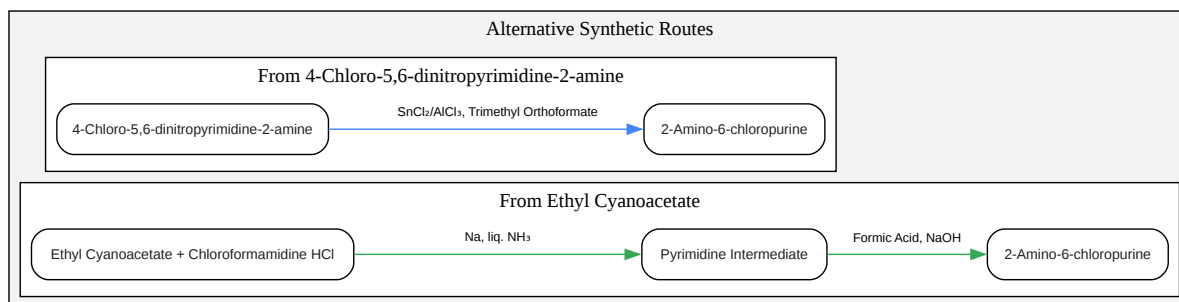 Alternative Synthetic Routes
From 4-Chloro-5,6-dinitropyrimidine-2-amine
4-Chloro-5,6-dinitropyrimidine-2-amine
SnCl₂/AlCl₃, Trimethyl Orthoformate
2-Amino-6-chloropurine
From Ethyl Cyanoacetate
Ethyl Cyanoacetate + Chloroformamidine HCl
Na, liq. NH₃
Pyrimidine Intermediate
Formic Acid, NaOH
2-Amino-6-chloropurine